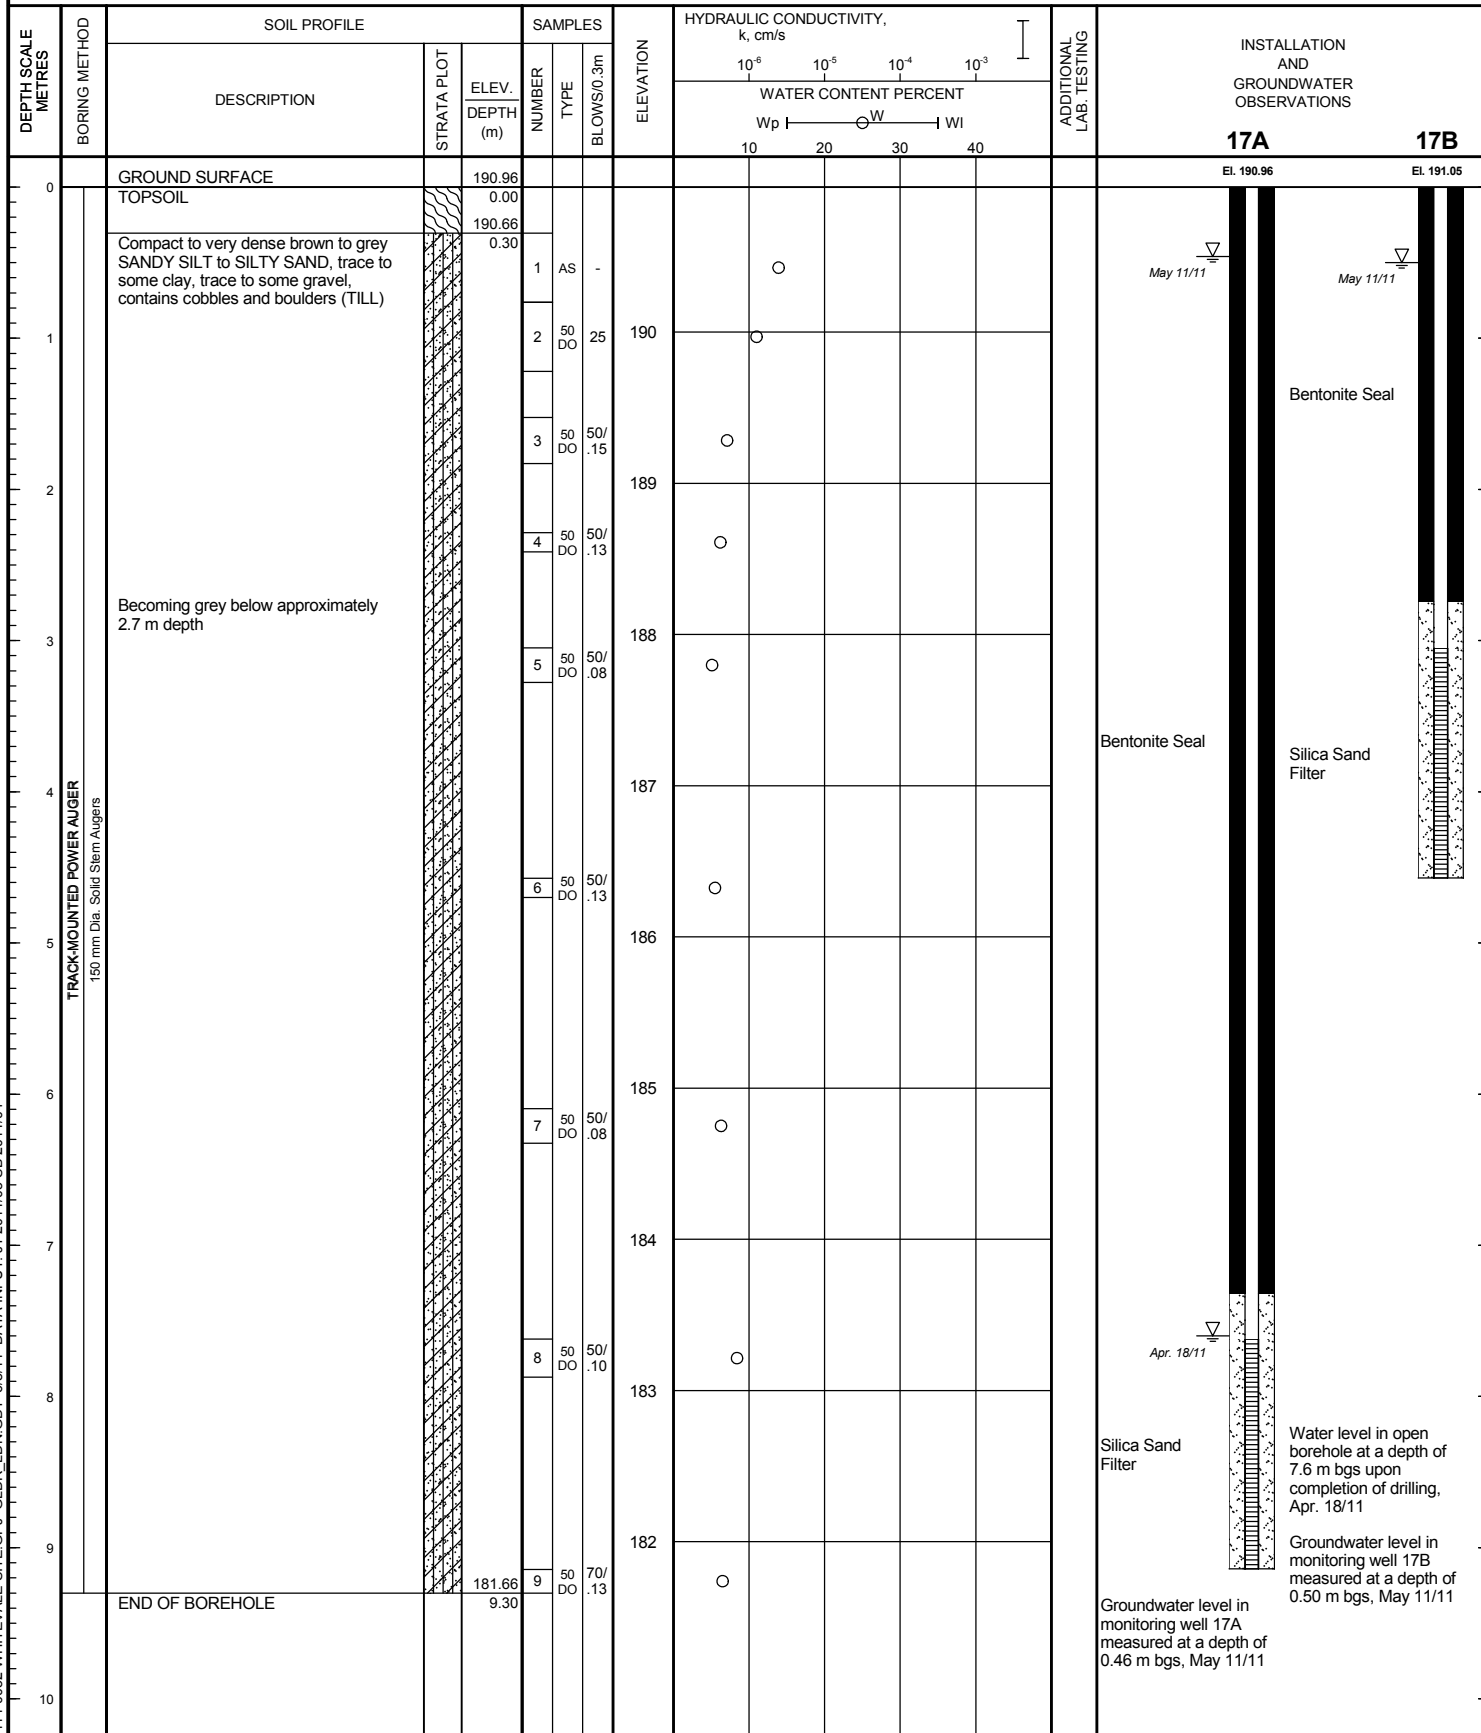 DEPTH SCALE
METRES
BORING METHOD
SOIL PROFILE
DESCRIPTION
STRATA PLOT
ELEV.
DEPTH
(m)
SAMPLES
NUMBER
TYPE
BLOWS/0.3m
ELEVATION
HYDRAULIC CONDUCTIVITY,
k, cm/s
10⁻⁶ 10⁻⁵ 10⁻⁴ 10⁻³
WATER CONTENT PERCENT
Wp W Wl
10 20 30 40
ADDITIONAL
LAB. TESTING
INSTALLATION
AND
GROUNDWATER
OBSERVATIONS
17A 17B
El. 190.96 El. 191.05
0
GROUND SURFACE 190.96
TOPSOIL 0.00
190.66
0.30
Compact to very dense brown to grey
SANDY SILT to SILTY SAND, trace to
some clay, trace to some gravel,
contains cobbles and boulders (TILL)
1 AS -
May 11/11
May 11/11
190
1
2 50 DO 25
Bentonite Seal
3 50 DO 50/ .15
189
2
4 50 DO 50/ .13
Becoming grey below approximately
2.7 m depth
188
3
5 50 DO 50/ .08
Bentonite Seal
Silica Sand
Filter
187
4
TRACK-MOUNTED POWER AUGER
150 mm Dia. Solid Stem Augers
6 50 DO 50/ .13
186
5
185
6
7 50 DO 50/ .08
184
7
8 50 DO 50/ .10
Apr. 18/11
183
8
Silica Sand
Filter
Water level in open
borehole at a depth of
7.6 m bgs upon
completion of drilling,
Apr. 18/11
182
9
Groundwater level in
monitoring well 17B
measured at a depth of
0.50 m bgs, May 11/11
181.66
9 50 DO 70/ .13
END OF BOREHOLE 9.30
Groundwater level in
monitoring well 17A
measured at a depth of
0.46 m bgs, May 11/11
10